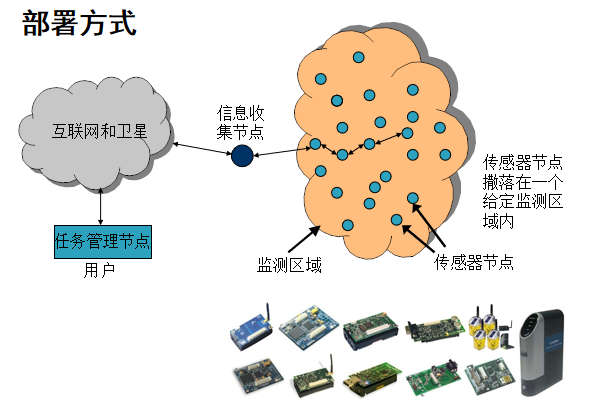 部署方式
信息收
集节点
互联网和卫星
传感器节点
撒落在一个
给定监测区
域内
任务管理节点
用户
监测区域
传感器节点